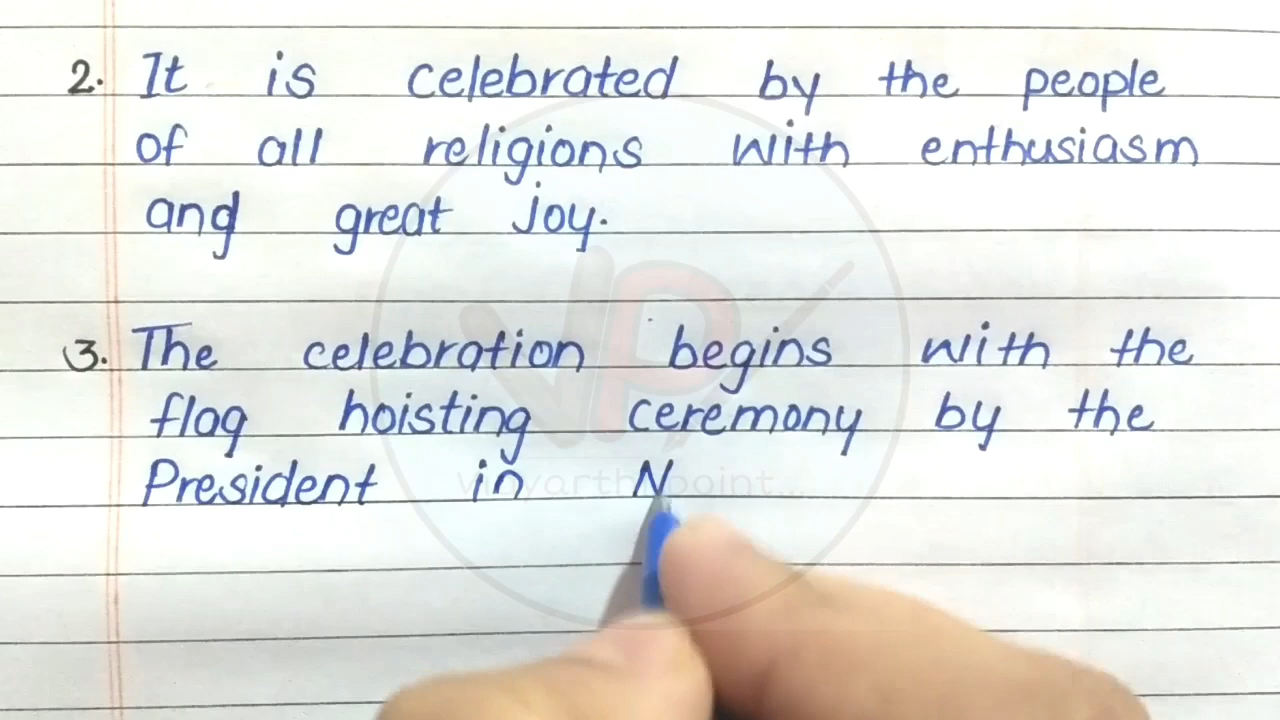 2. It is celebrated by the people
of all religions with enthusiasm
and great joy.
3. The celebration begins with the
flag hoisting ceremony by the
President in N